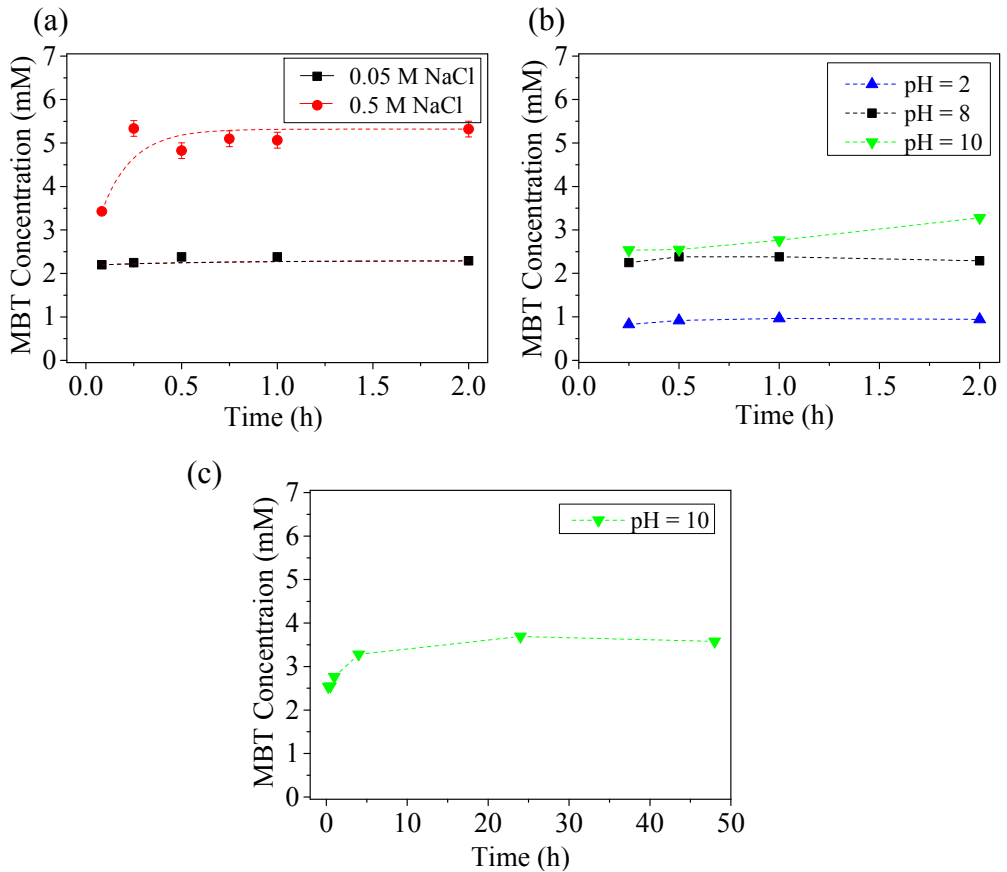 (a)
7
6
5
4
3
2
1
0
MBT Concentration (mM)
0.05 M NaCl
0.5 M NaCl
0.0 0.5 1.0 1.5 2.0
Time (h)
(b)
7
6
5
4
3
2
1
0
MBT Concentration (mM)
pH = 2
pH = 8
pH = 10
0.0 0.5 1.0 1.5 2.0
Time (h)
(c)
7
6
5
4
3
2
1
0
MBT Concentraion (mM)
pH = 10
0 10 20 30 40 50
Time (h)